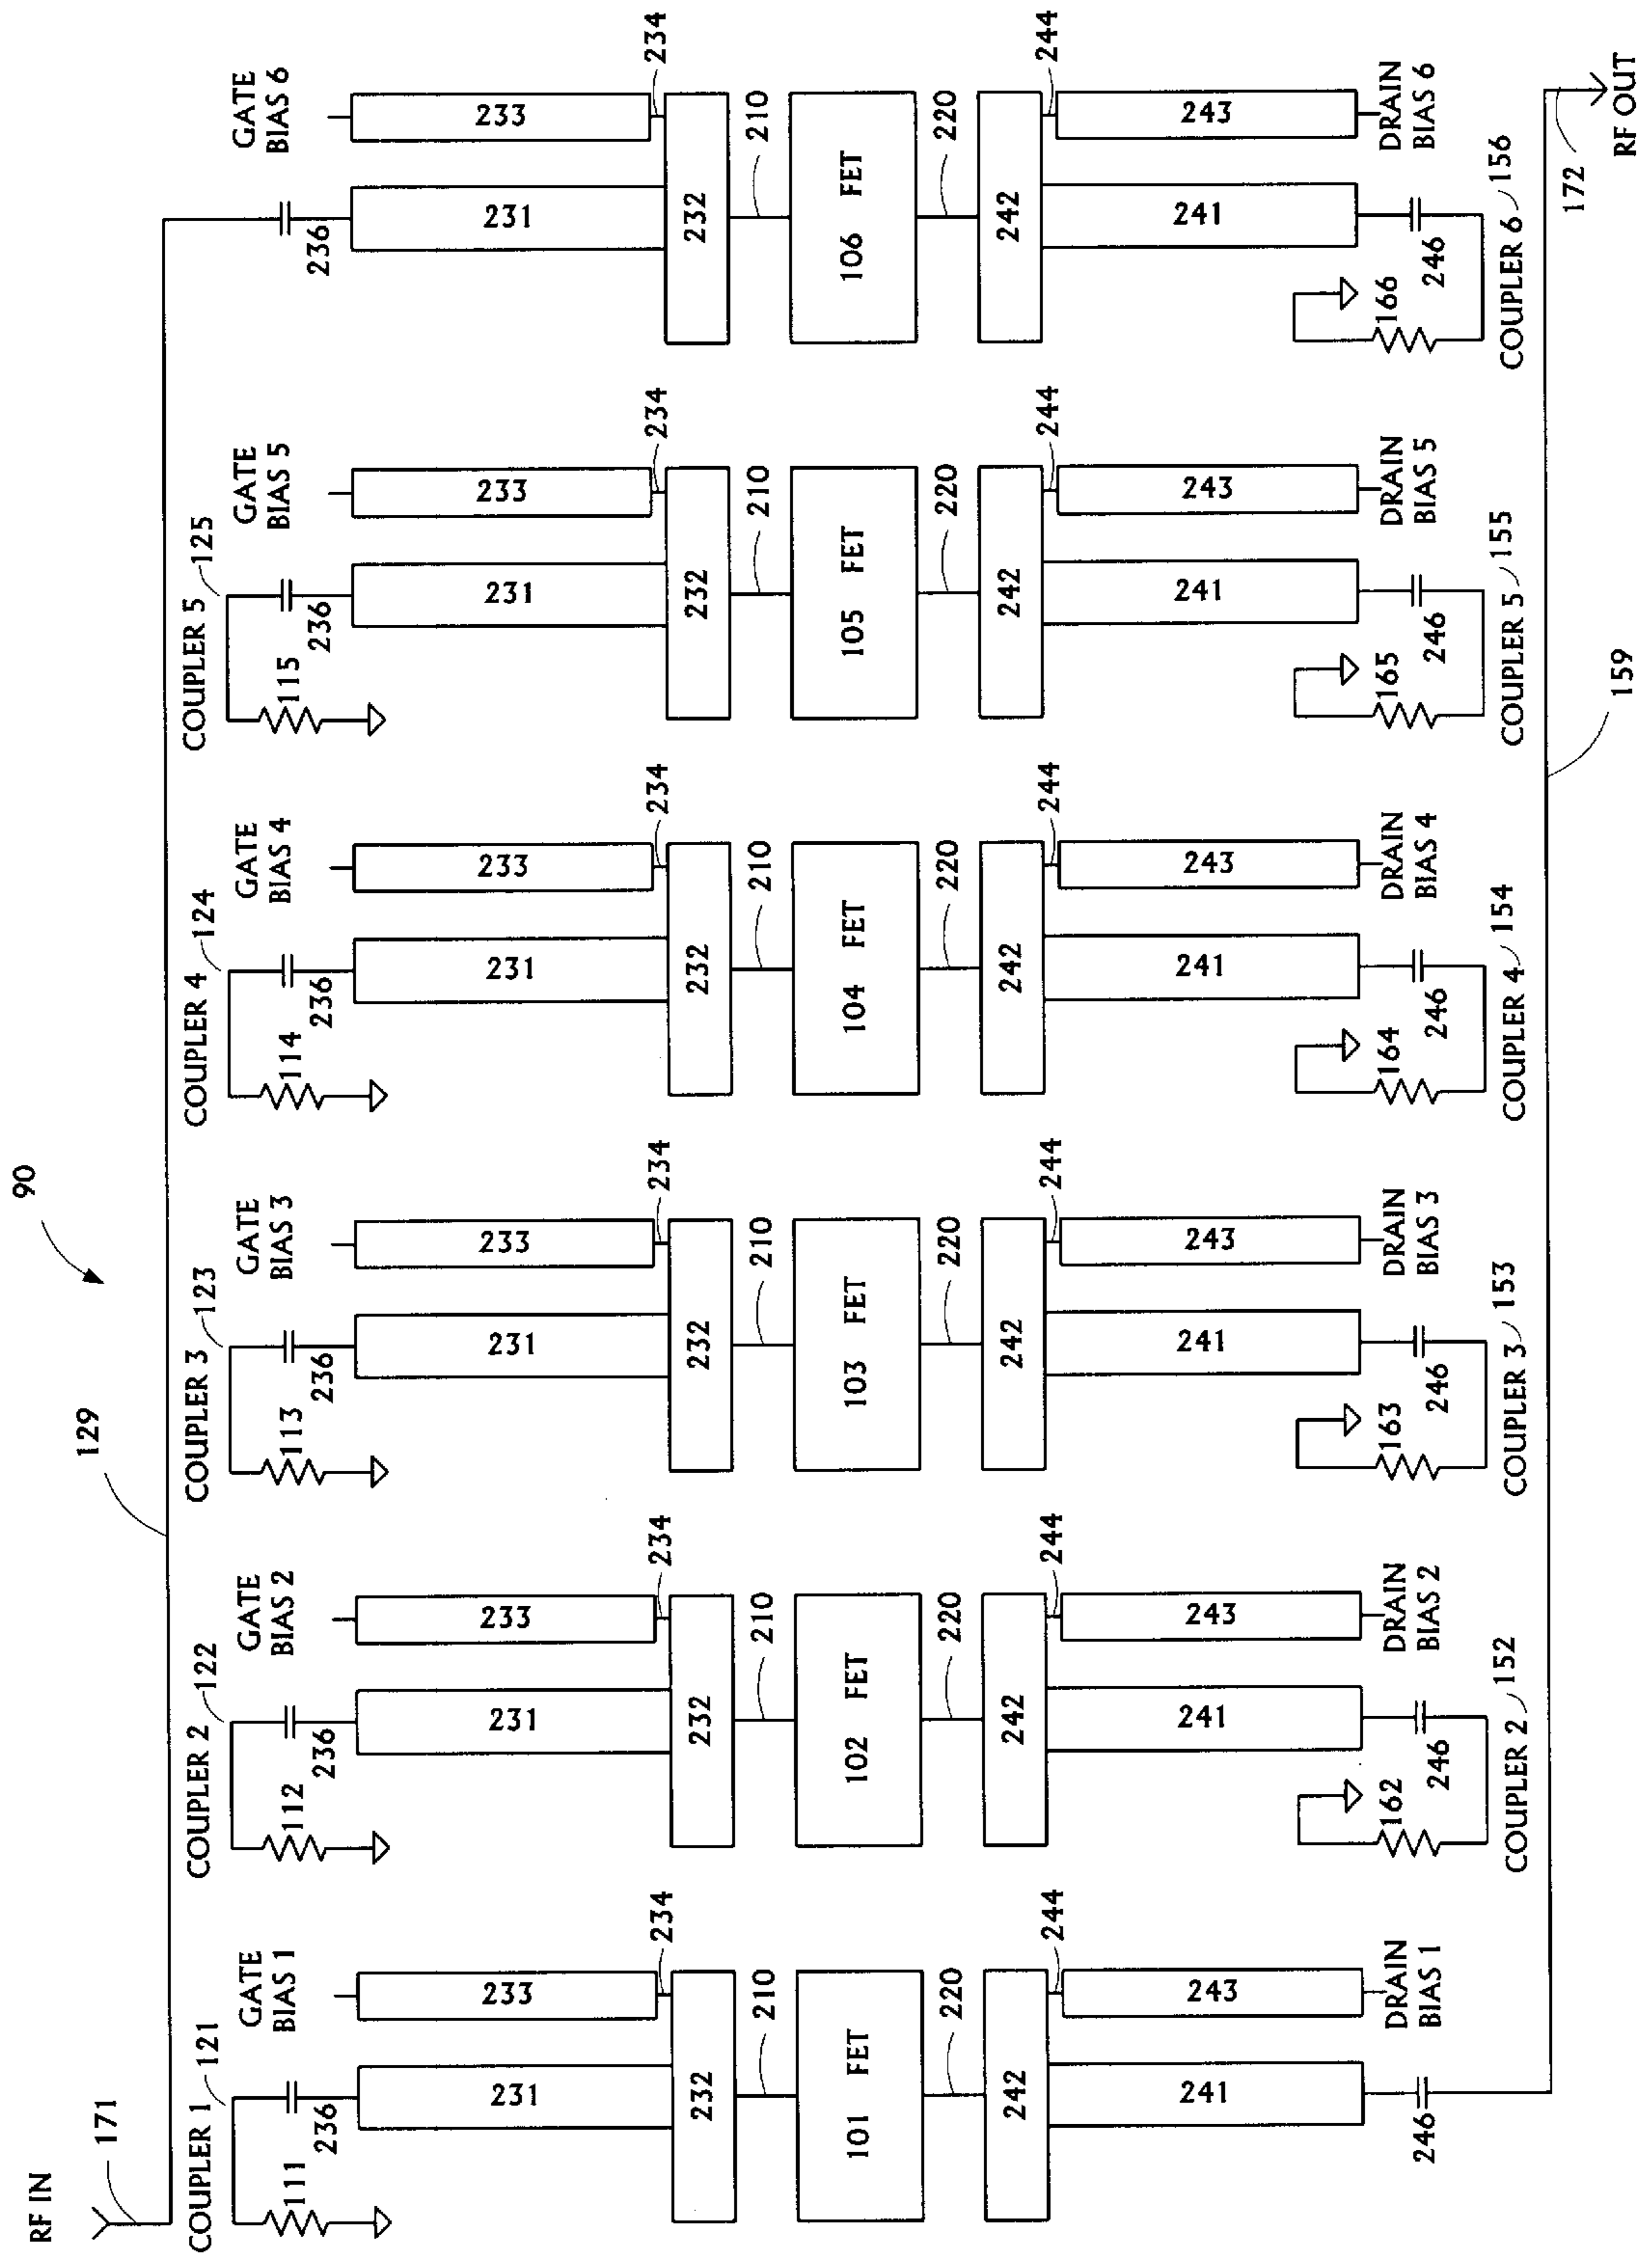 90
RF IN
171
129
COUPLER 1
121
111
236
GATE
BIAS 1
233
231
234
232
210
101 FET
220
242
244
241
243
246
DRAIN
BIAS 1
COUPLER 2
122
112
236
GATE
BIAS 2
233
231
234
232
210
102 FET
220
242
244
241
243
162
246
DRAIN
BIAS 2
COUPLER 2
152
COUPLER 3
123
113
236
GATE
BIAS 3
233
231
234
232
210
103 FET
220
242
244
241
243
163
246
DRAIN
BIAS 3
COUPLER 3
153
COUPLER 4
124
114
236
GATE
BIAS 4
233
231
234
232
210
104 FET
220
242
244
241
243
164
246
DRAIN
BIAS 4
COUPLER 4
154
COUPLER 5
125
115
236
GATE
BIAS 5
233
231
234
232
210
105 FET
220
242
244
241
243
165
246
DRAIN
BIAS 5
COUPLER 5
155
236
GATE
BIAS 6
233
231
234
232
210
106 FET
220
242
244
241
243
166
246
DRAIN
BIAS 6
COUPLER 6
156
159
172
RF OUT